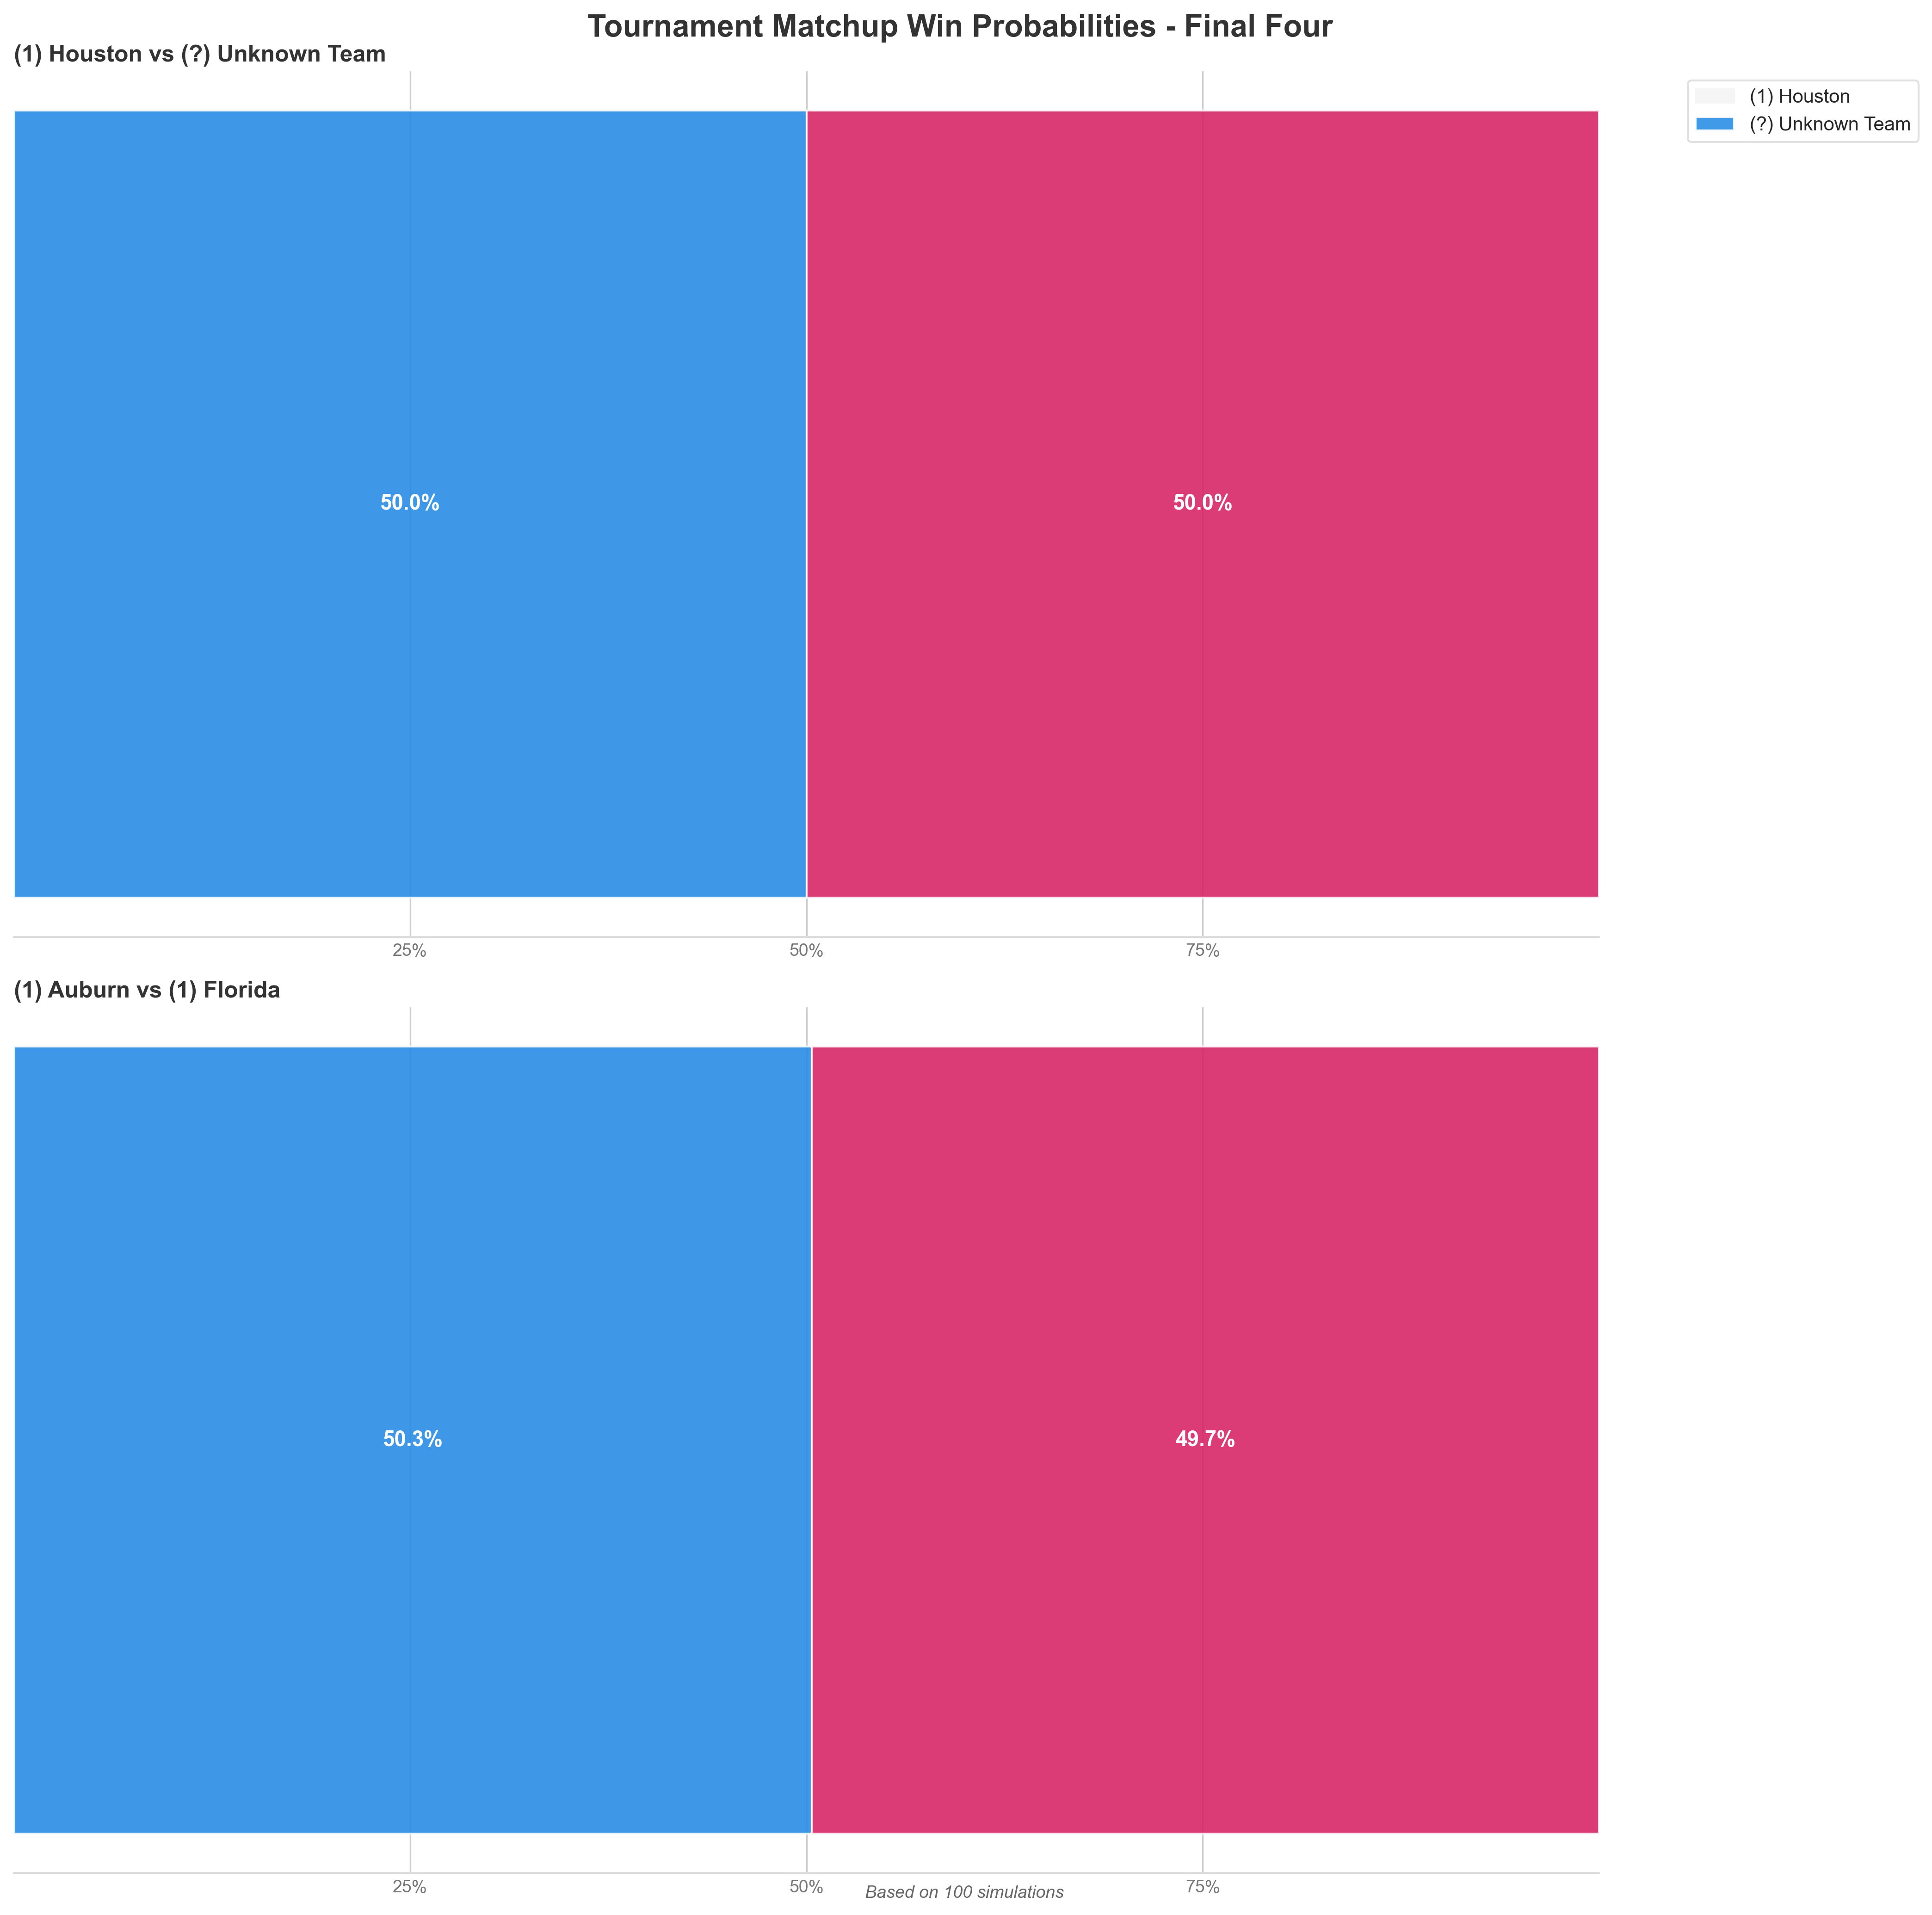 Tournament Matchup Win Probabilities - Final Four
(1) Houston vs (?) Unknown Team
(1) Houston
(?) Unknown Team
50.0%
50.0%
25%
50%
75%
(1) Auburn vs (1) Florida
50.3%
49.7%
25%
50%
75%
Based on 100 simulations